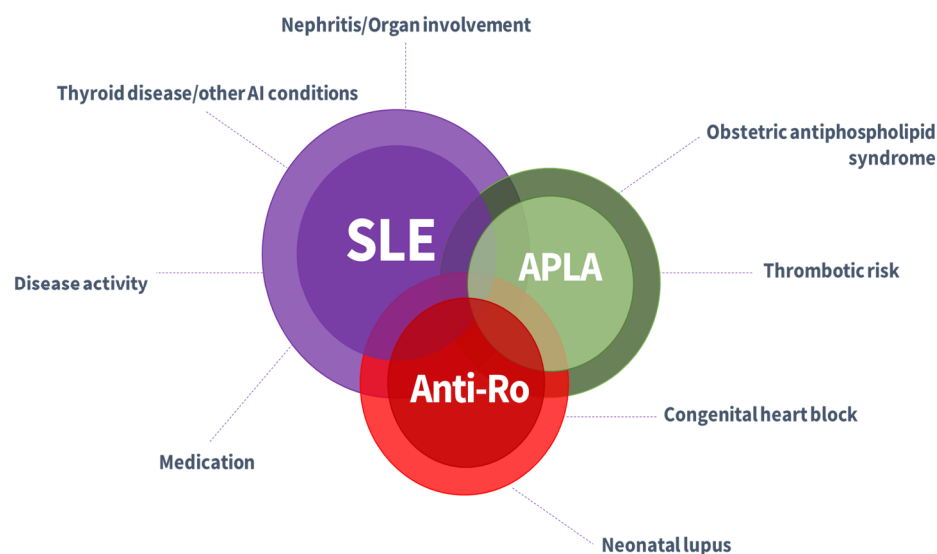 Nephritis/Organ involvement
Thyroid disease/other AI conditions
Obstetric antiphospholipid
syndrome
SLE
APLA
Thrombotic risk
Disease activity
Anti-Ro
Congenital heart block
Medication
Neonatal lupus